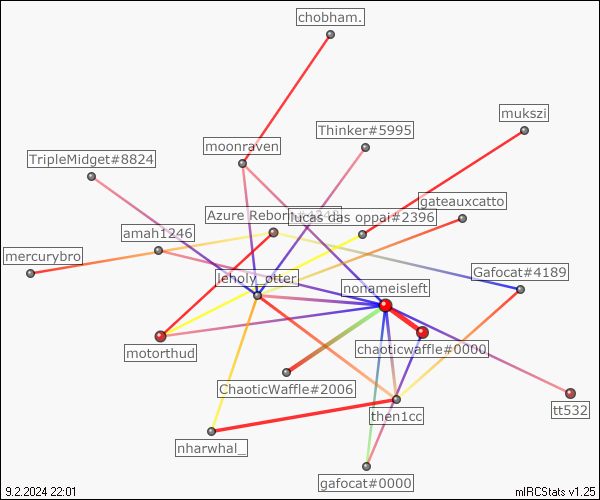 chobham.
mukszi
Thinker#5995
moonraven
TripleMidget#8824
gateauxcatto
Azure Reborn
lucas das oppai#2396
amah1246
mercurybro
Gafocat#4189
jeholy_otter
nonameisleft
motorthud
chaoticwaffle#0000
ChaoticWaffle#2006
tt532
then1cc
nharwhal_
gafocat#0000
9.2.2024 22:01
mIRCStats v1.25